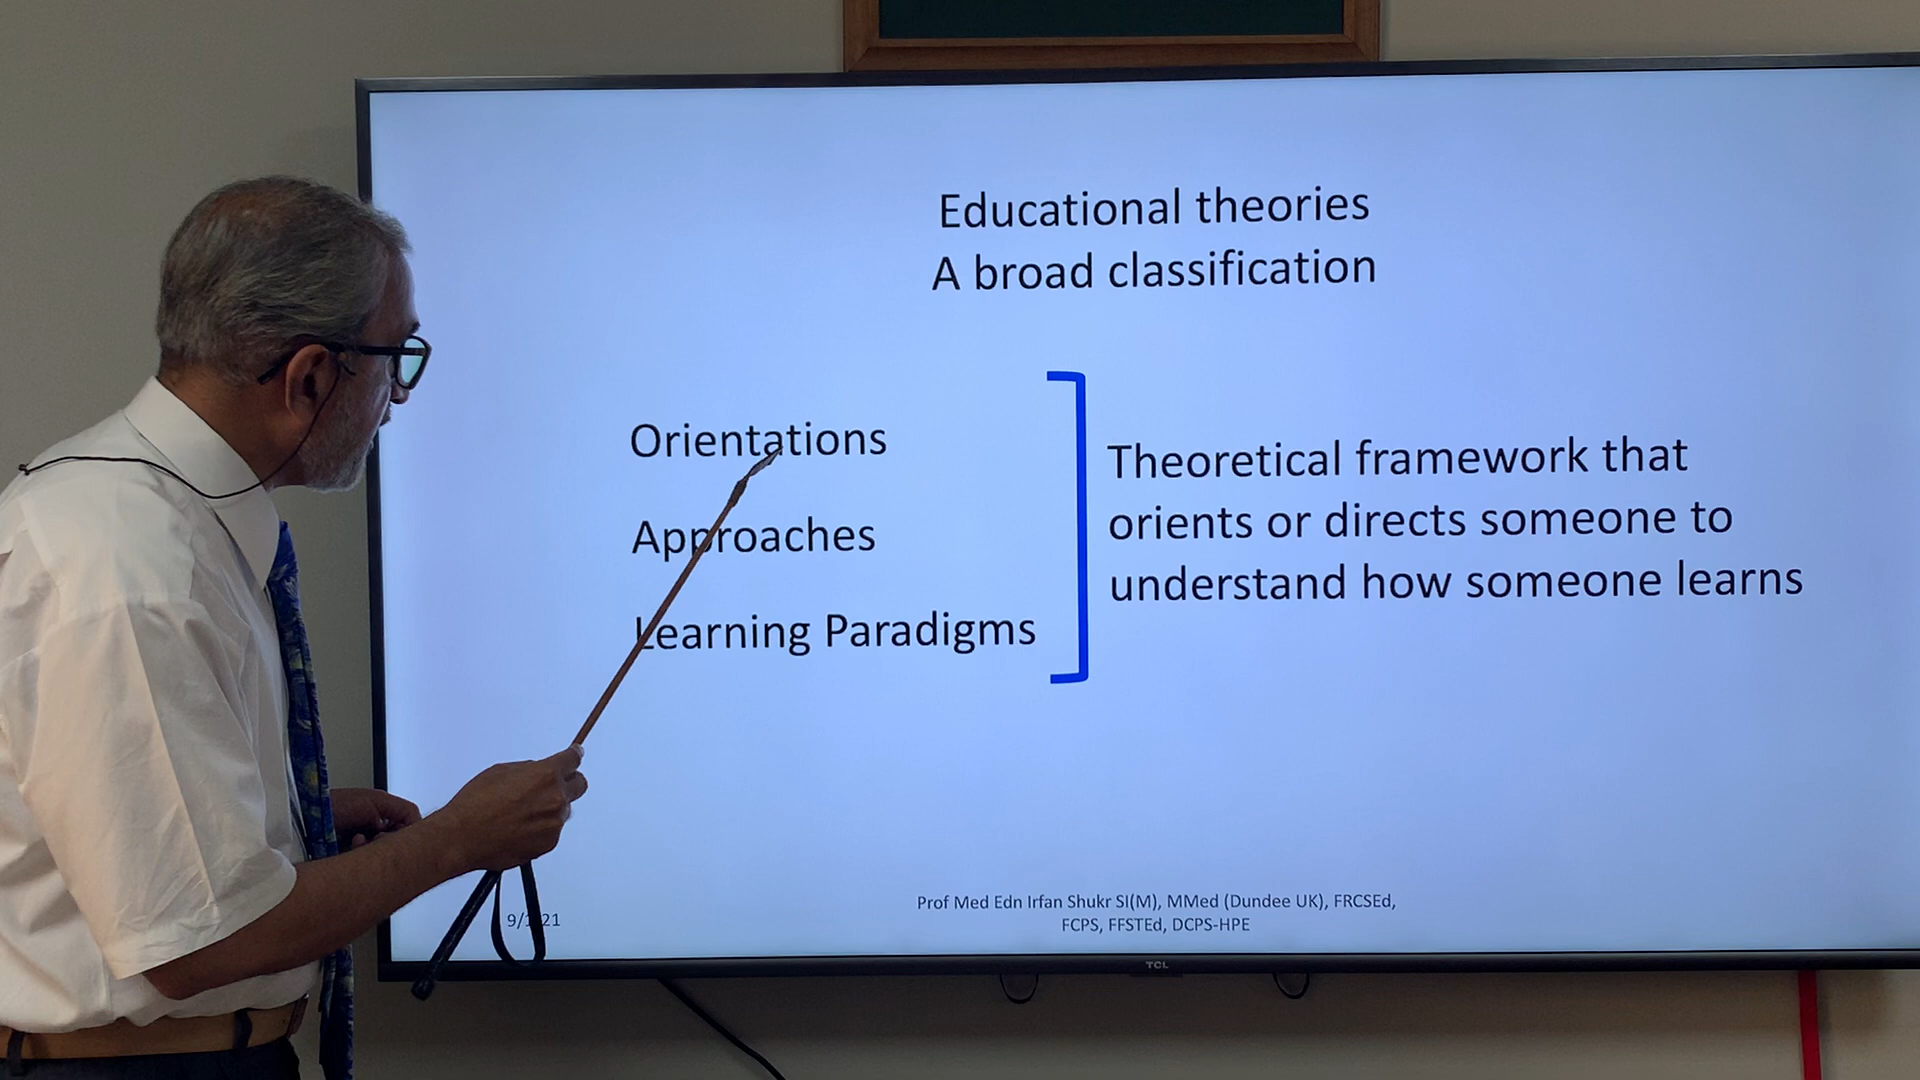 Educational theories
A broad classification
Orientations
Approaches
Learning Paradigms
Theoretical framework that
orients or directs someone to
understand how someone learns
Prof Med Edn Irfan Shukr SI(M), MMed (Dundee UK), FRCSEd,
FCPS, FFSTEd, DCPS-HPE
TCL